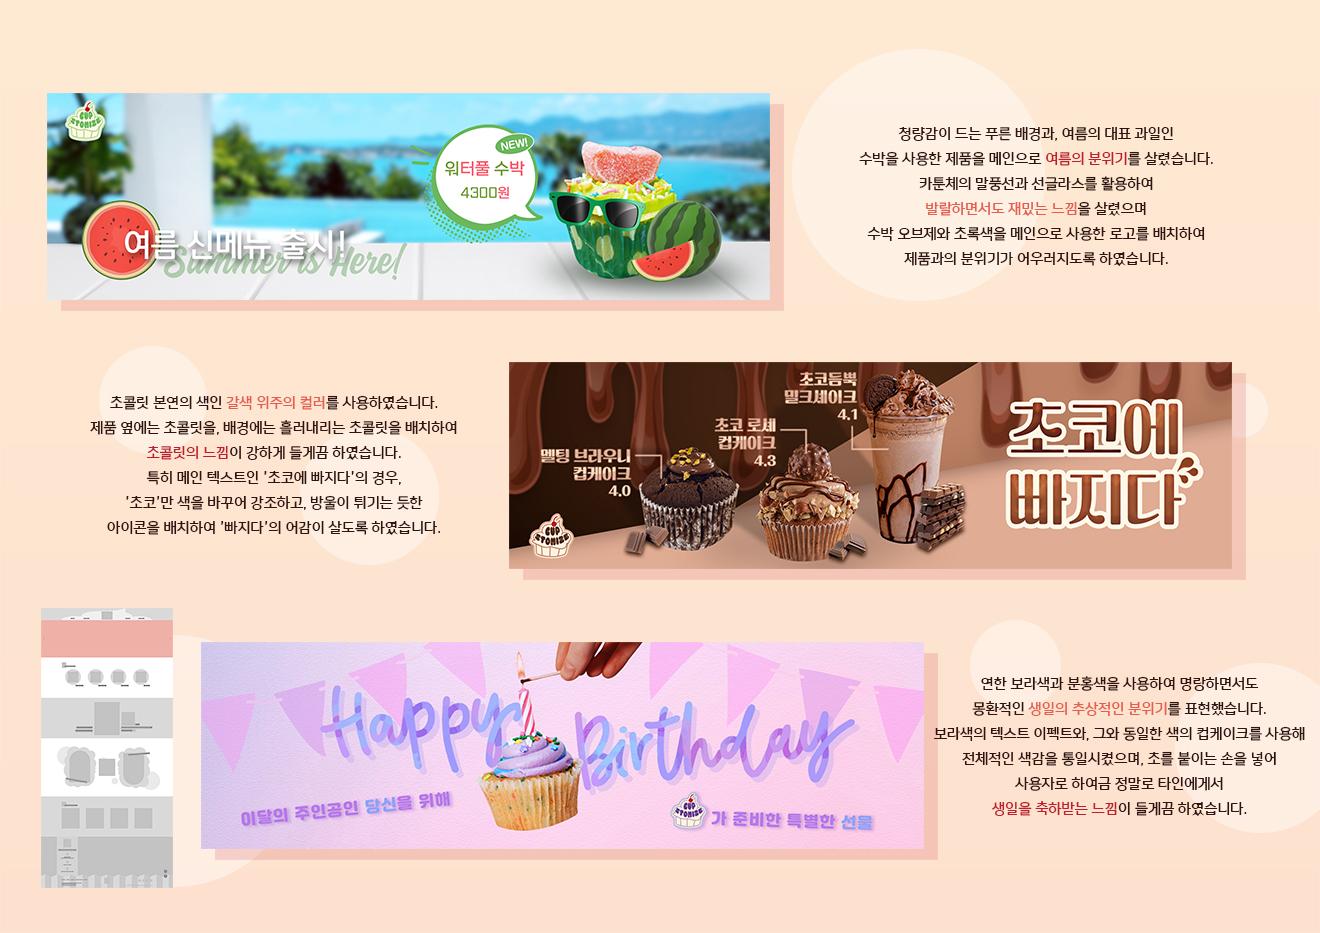 CUP
STOMIZE
NEW!
워터풀 수박
4300원
여름 신메뉴 출시!
Summer is Here!
청량감이 드는 푸른 배경과, 여름의 대표 과일인
수박을 사용한 제품을 메인으로 여름의 분위기를 살렸습니다.
카툰체의 말풍선과 선글라스를 활용하여
발랄하면서도 재밌는 느낌을 살렸으며
수박 오브제와 초록색을 메인으로 사용한 로고를 배치하여
제품과의 분위기가 어우러지도록 하였습니다.
초콜릿 본연의 색인 갈색 위주의 컬러를 사용하였습니다.
제품 옆에는 초콜릿을, 배경에는 흘러내리는 초콜릿을 배치하여
초콜릿의 느낌이 강하게 들게끔 하였습니다.
특히 메인 텍스트인 '초코에 빠지다'의 경우,
'초코'만 색을 바꾸어 강조하고, 방울이 튀기는 듯한
아이콘을 배치하여 '빠지다'의 어감이 살도록 하였습니다.
초코듬뿍
밀크셰이크
4.1
초코 로셰
컵케이크
4.3
멜팅 브라우니
컵케이크
4.0
CUP
STOMIZE
초코에
빠지다
Happy Birthday
이달의 주인공인 당신을 위해
CUP
STOMIZE
가 준비한 특별한 선물
연한 보라색과 분홍색을 사용하여 명랑하면서도
몽환적인 생일의 추상적인 분위기를 표현했습니다.
보라색의 텍스트 이펙트와, 그와 동일한 색의 컵케이크를 사용해
전체적인 색감을 통일시켰으며, 초를 붙이는 손을 넣어
사용자로 하여금 정말로 타인에게서
생일을 축하받는 느낌이 들게끔 하였습니다.